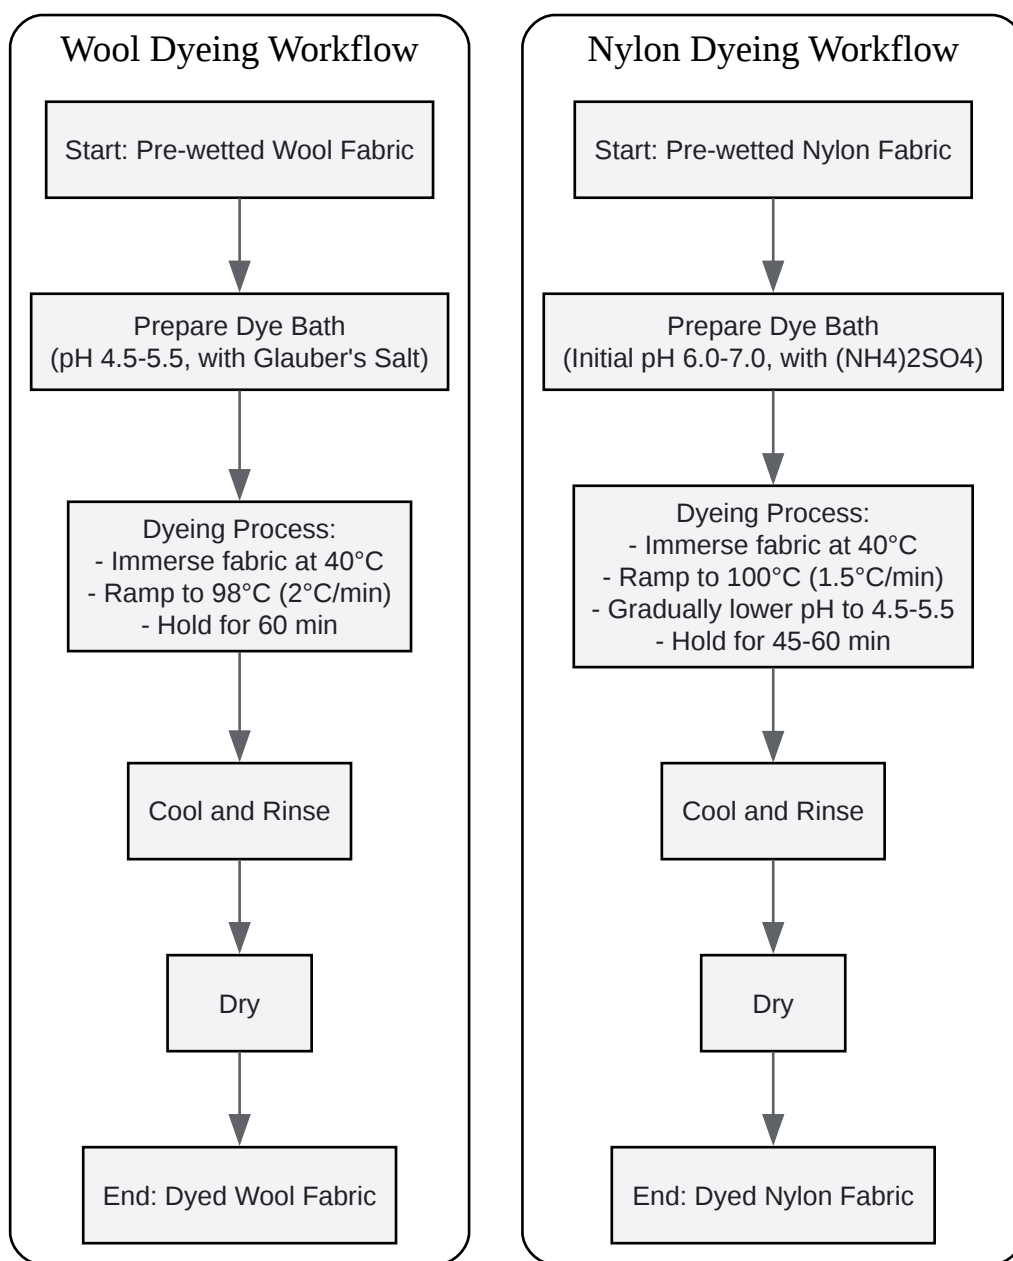 Wool Dyeing Workflow
Start: Pre-wetted Wool Fabric
Prepare Dye Bath
(pH 4.5-5.5, with Glauber's Salt)
Dyeing Process:
- Immerse fabric at 40°C
- Ramp to 98°C (2°C/min)
- Hold for 60 min
Cool and Rinse
Dry
End: Dyed Wool Fabric
Nylon Dyeing Workflow
Start: Pre-wetted Nylon Fabric
Prepare Dye Bath
(Initial pH 6.0-7.0, with (NH4)2SO4)
Dyeing Process:
- Immerse fabric at 40°C
- Ramp to 100°C (1.5°C/min)
- Gradually lower pH to 4.5-5.5
- Hold for 45-60 min
Cool and Rinse
Dry
End: Dyed Nylon Fabric